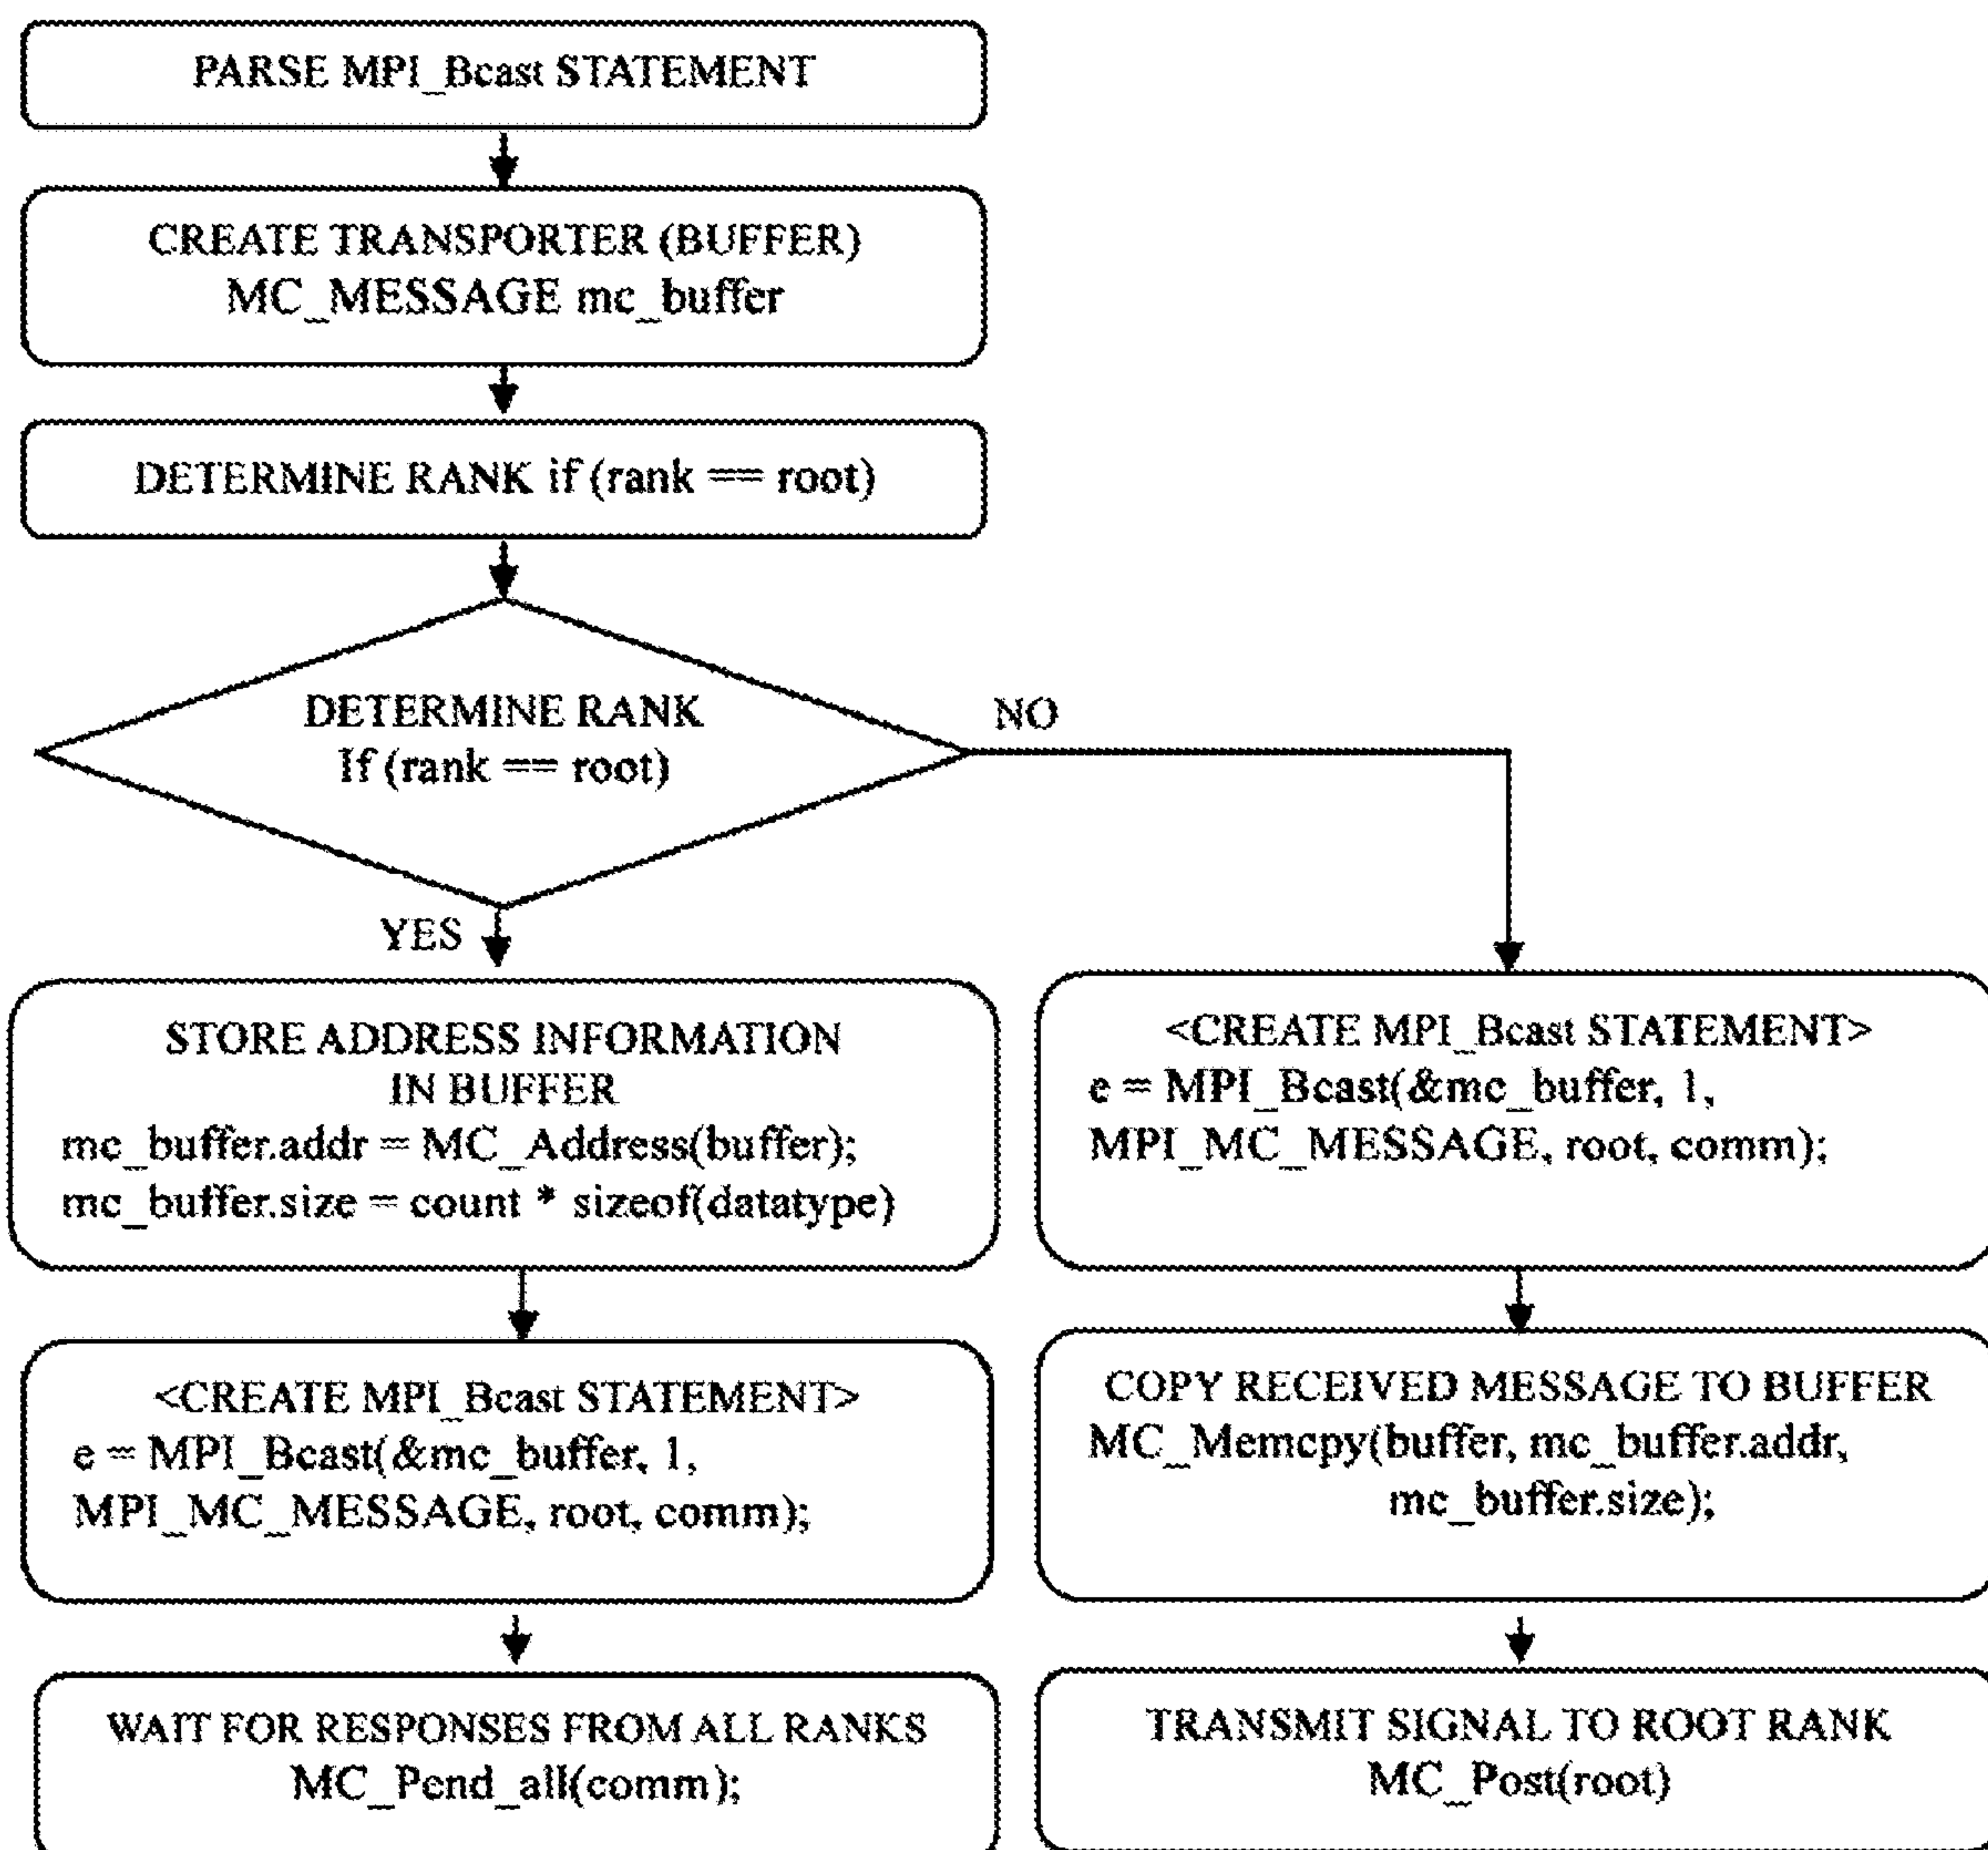 PARSE MPI_Bcast STATEMENT
CREATE TRANSPORTER (BUFFER)
MC_MESSAGE mc_buffer
DETERMINE RANK if (rank == root)
DETERMINE RANK
If (rank == root)
NO
YES
STORE ADDRESS INFORMATION
IN BUFFER
mc_buffer.addr = MC_Address(buffer);
mc_buffer.size = count * sizeof(datatype)
<CREATE MPI_Bcast STATEMENT>
e = MPI_Bcast(&mc_buffer, 1,
MPI_MC_MESSAGE, root, comm);
WAIT FOR RESPONSES FROM ALL RANKS
MC_Pend_all(comm);
<CREATE MPI_Bcast STATEMENT>
e = MPI_Bcast(&mc_buffer, 1,
MPI_MC_MESSAGE, root, comm);
COPY RECEIVED MESSAGE TO BUFFER
MC_Memcpy(buffer, mc_buffer.addr,
mc_buffer.size);
TRANSMIT SIGNAL TO ROOT RANK
MC_Post(root)